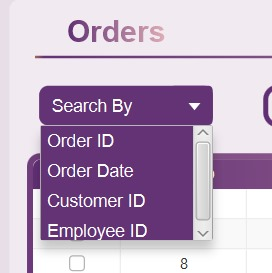 Orders
Search By
Order ID
Order Date
Customer ID
Employee ID
8